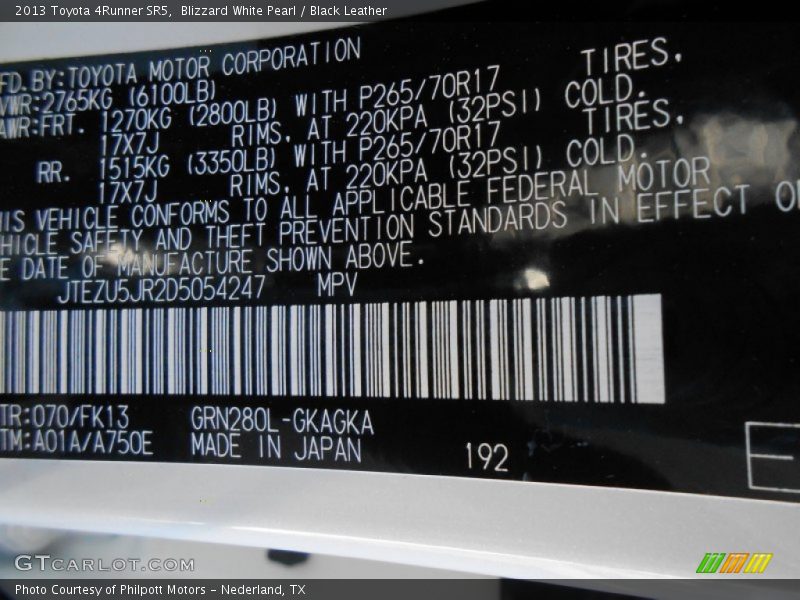 2013 Toyota 4Runner SR5, Blizzard White Pearl / Black Leather
FD.BY:TOYOTA MOTOR CORPORATION
VWR:2765KG (6100LB)
AWR:FRT. 1270KG (2800LB) WITH P265/70R17 TIRES,
17X7J RIMS, AT 220KPA (32PSI) COLD.
RR. 1515KG (3350LB) WITH P265/70R17 TIRES,
17X7J RIMS, AT 220KPA (32PSI) COLD.
HIS VEHICLE CONFORMS TO ALL APPLICABLE FEDERAL MOTOR
HICLE SAFETY AND THEFT PREVENTION STANDARDS IN EFFECT O
E DATE OF MANUFACTURE SHOWN ABOVE.
JTEZU5JR2D5054247 MPV
TR:070/FK13 GRN280L-GKAGKA
TM:A01A/A750E MADE IN JAPAN
192
GTCARLOT.COM
Photo Courtesy of Philpott Motors - Nederland, TX